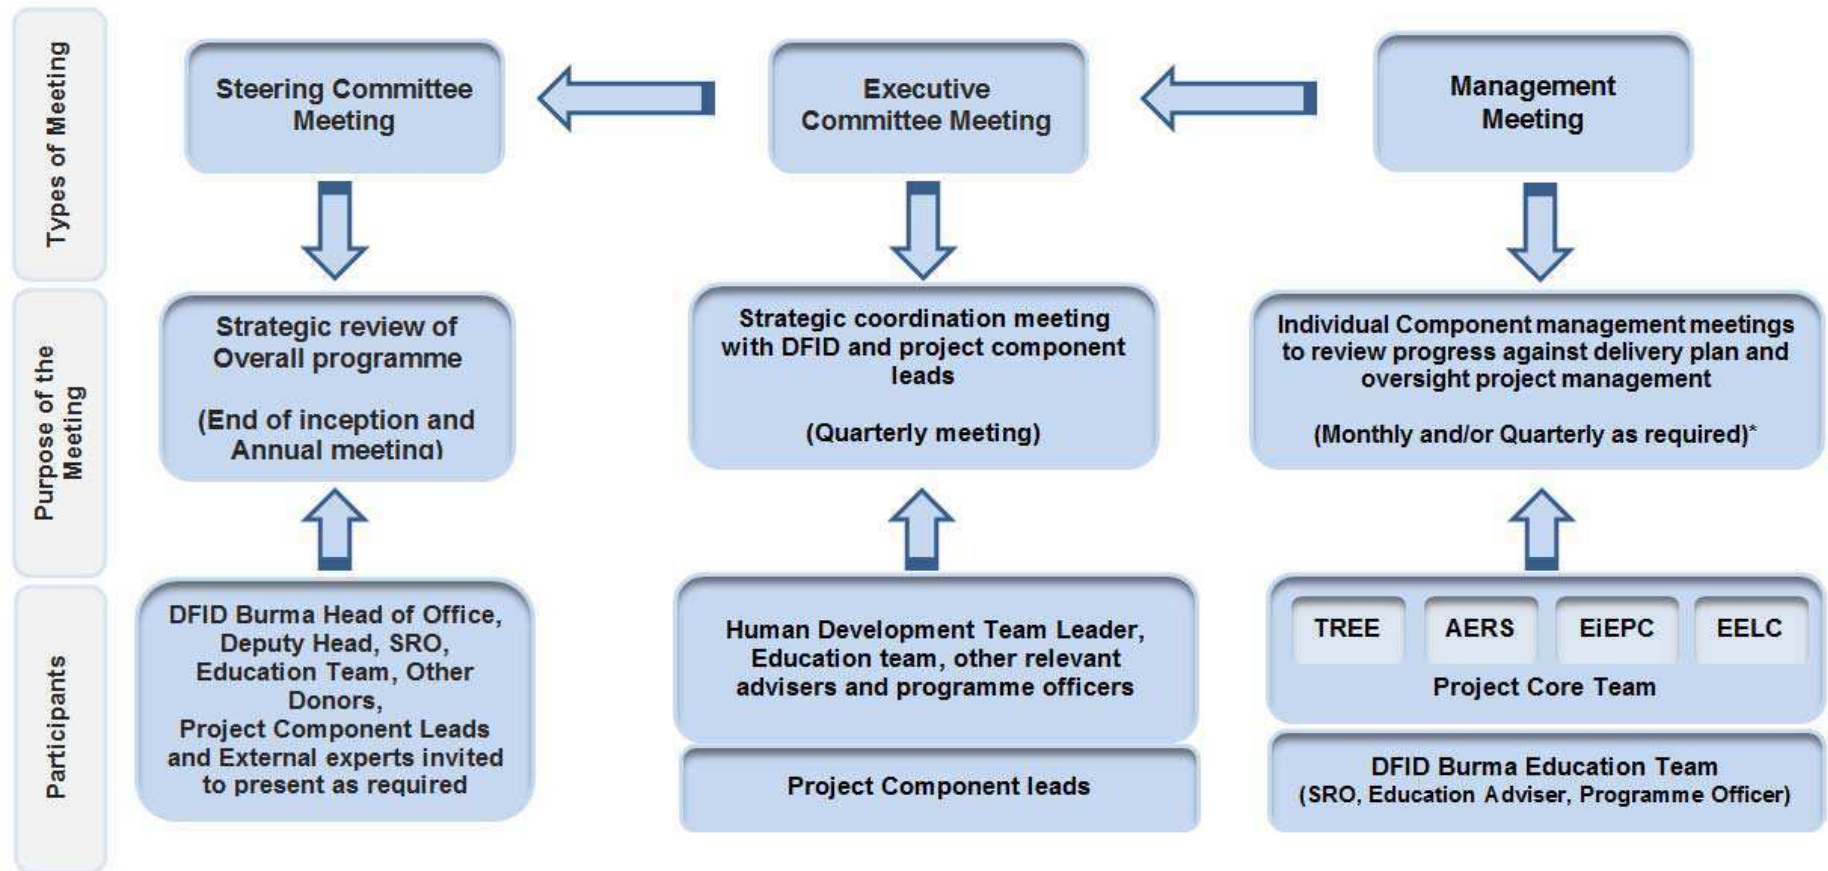 Types of Meeting
Steering Committee
Meeting
Executive
Committee Meeting
Management
Meeting
Purpose of the
Meeting
Strategic review of
Overall programme
(End of inception and
Annual meeting)
Strategic coordination meeting
with DFID and project component
leads
(Quarterly meeting)
Individual Component management meetings
to review progress against delivery plan and
oversight project management
(Monthly and/or Quarterly as required)*
Participants
DFID Burma Head of Office,
Deputy Head, SRO,
Education Team, Other
Donors,
Project Component Leads
and External experts invited
to present as required
Human Development Team Leader,
Education team, other relevant
advisers and programme officers
Project Component leads
TREE AERS EiEPC EELC
Project Core Team
DFID Burma Education Team
(SRO, Education Adviser, Programme Officer)